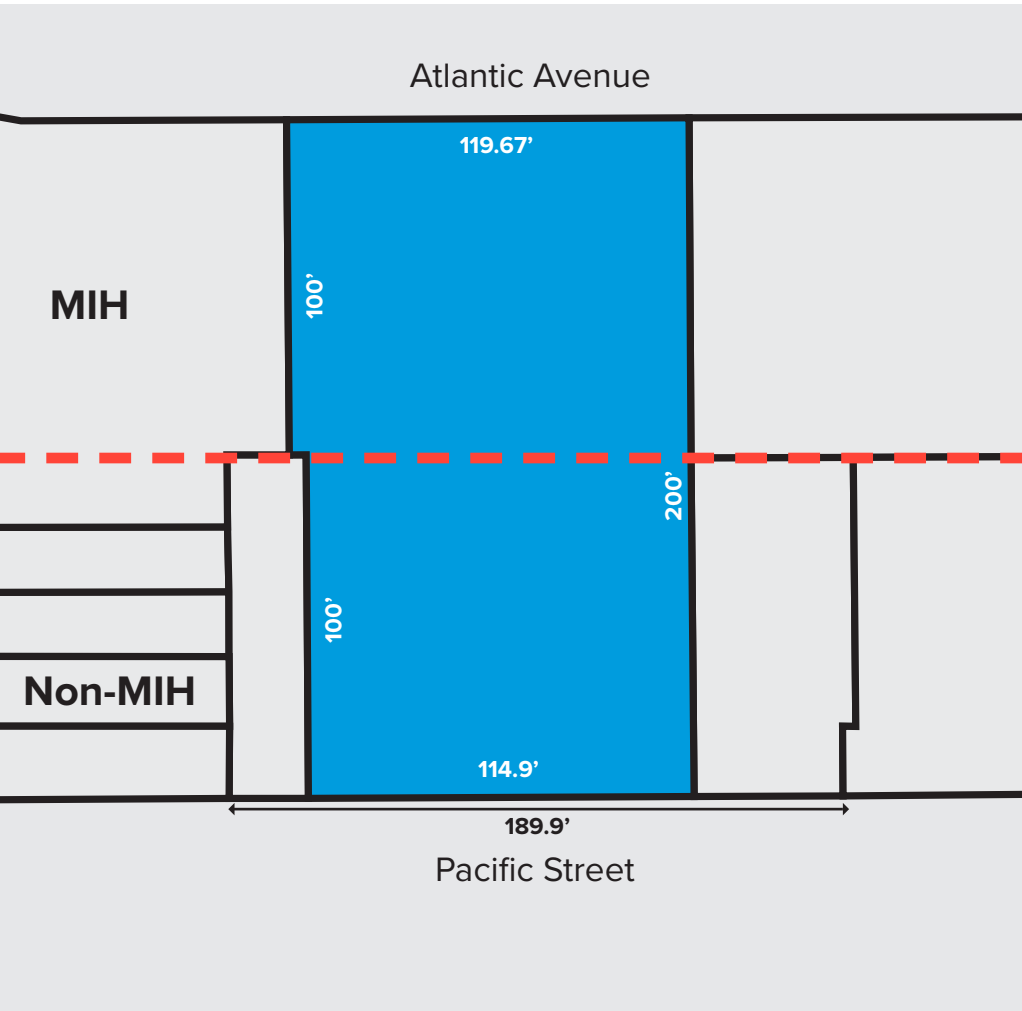 Atlantic Avenue
119.67’
100’
MIH
200’
100’
Non-MIH
114.9’
189.9’
Pacific Street